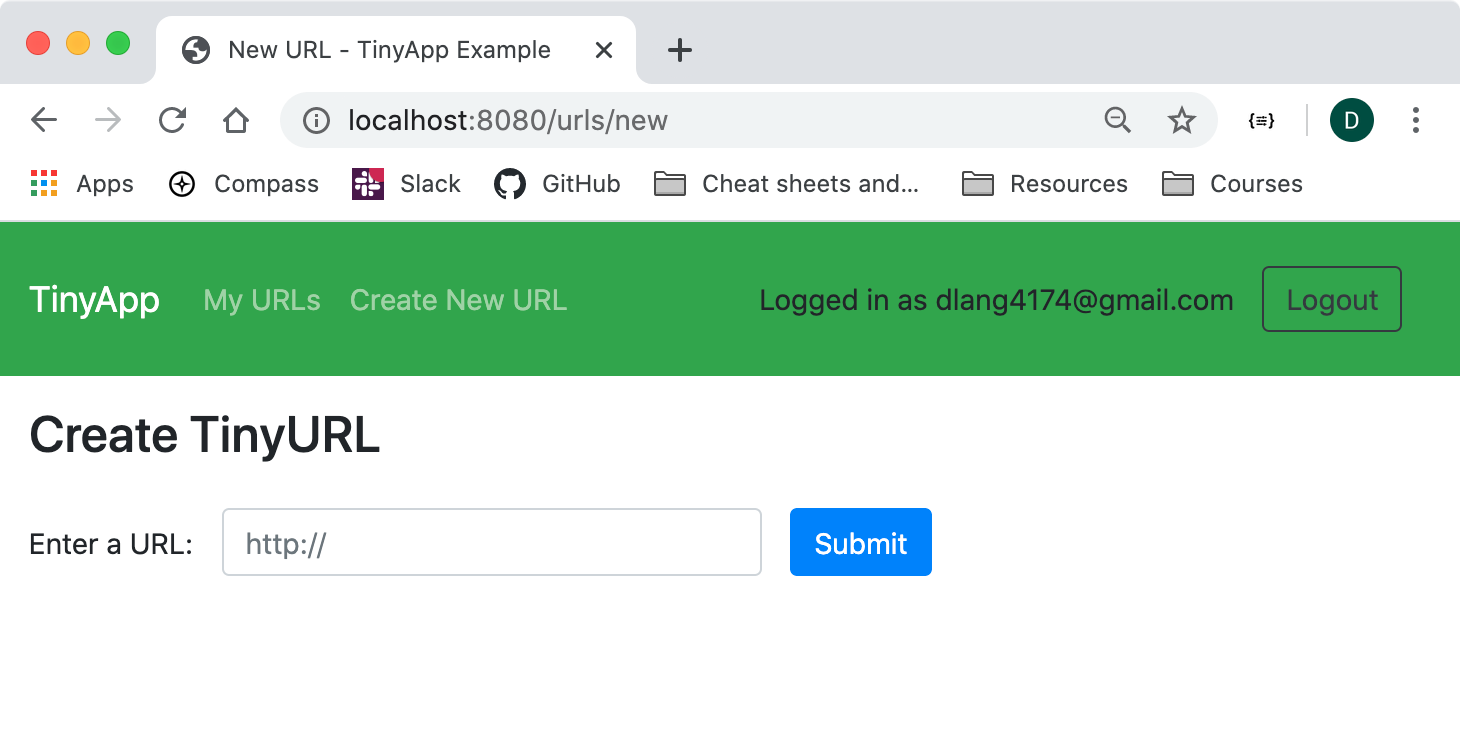 New URL - TinyApp Example
localhost:8080/urls/new
{≡} D
Apps Compass Slack GitHub Cheat sheets and... Resources Courses
TinyApp My URLs Create New URL Logged in as dlang4174@gmail.com Logout
Create TinyURL
Enter a URL: http:// Submit